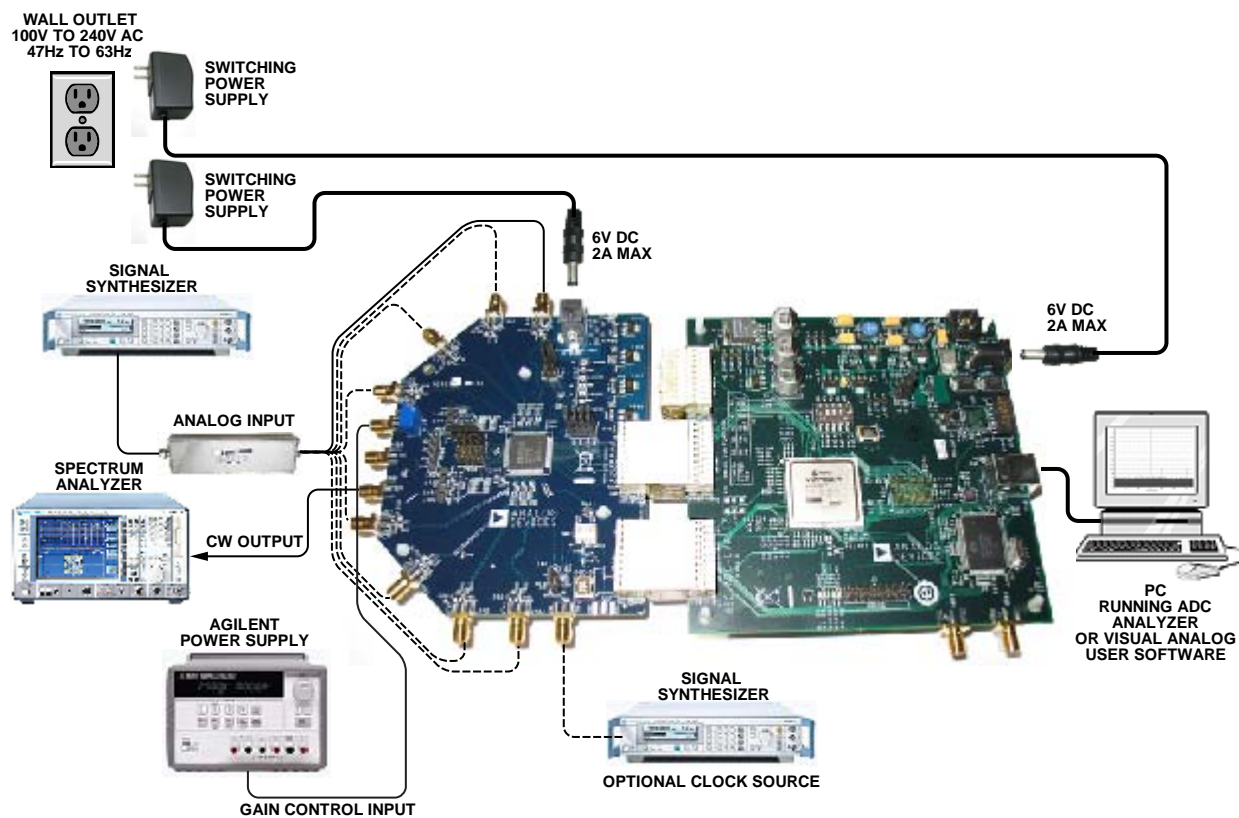 WALL OUTLET
100V TO 240V AC
47Hz TO 63Hz
SWITCHING
POWER
SUPPLY
SWITCHING
POWER
SUPPLY
6V DC
2A MAX
SIGNAL
SYNTHESIZER
6V DC
2A MAX
ANALOG INPUT
SPECTRUM
ANALYZER
CW OUTPUT
ANALOG
DEVICES
AGILENT
POWER SUPPLY
PC
RUNNING ADC
ANALYZER
OR VISUAL ANALOG
USER SOFTWARE
SIGNAL
SYNTHESIZER
OPTIONAL CLOCK SOURCE
GAIN CONTROL INPUT